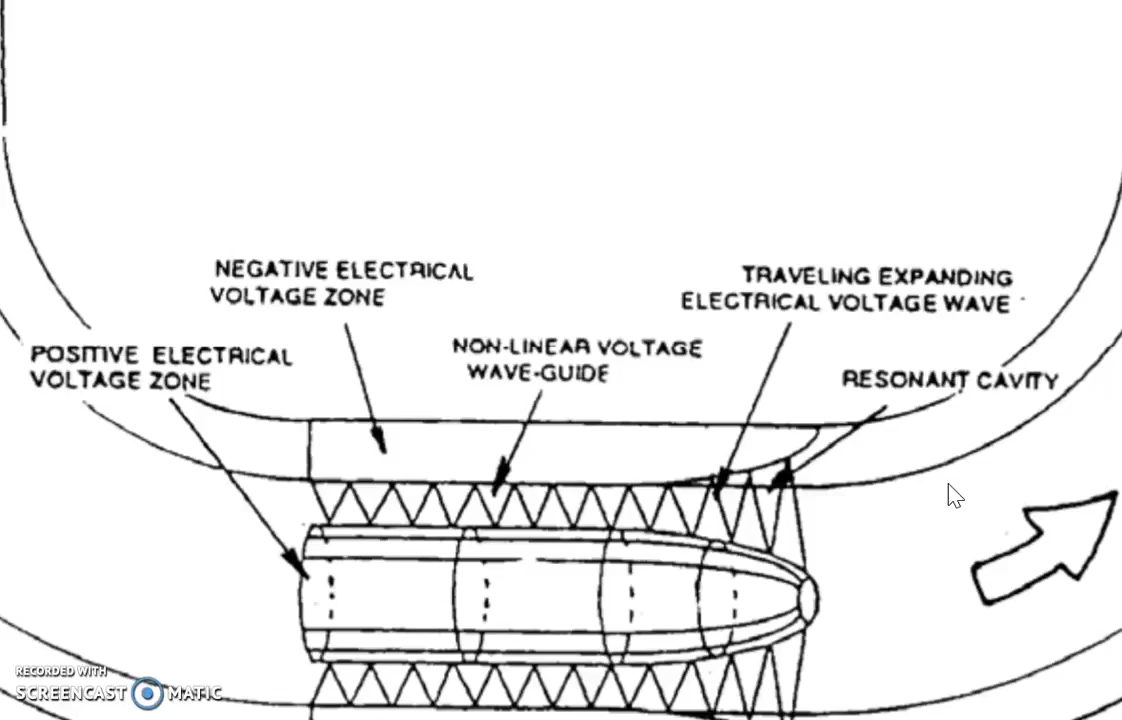 NEGATIVE ELECTRICAL
VOLTAGE ZONE
TRAVELING EXPANDING
ELECTRICAL VOLTAGE WAVE
POSITIVE ELECTRICAL
VOLTAGE ZONE
NON-LINEAR VOLTAGE
WAVE-GUIDE
RESONANT CAVITY
RECORDED WITH
SCREENCAST MATIC